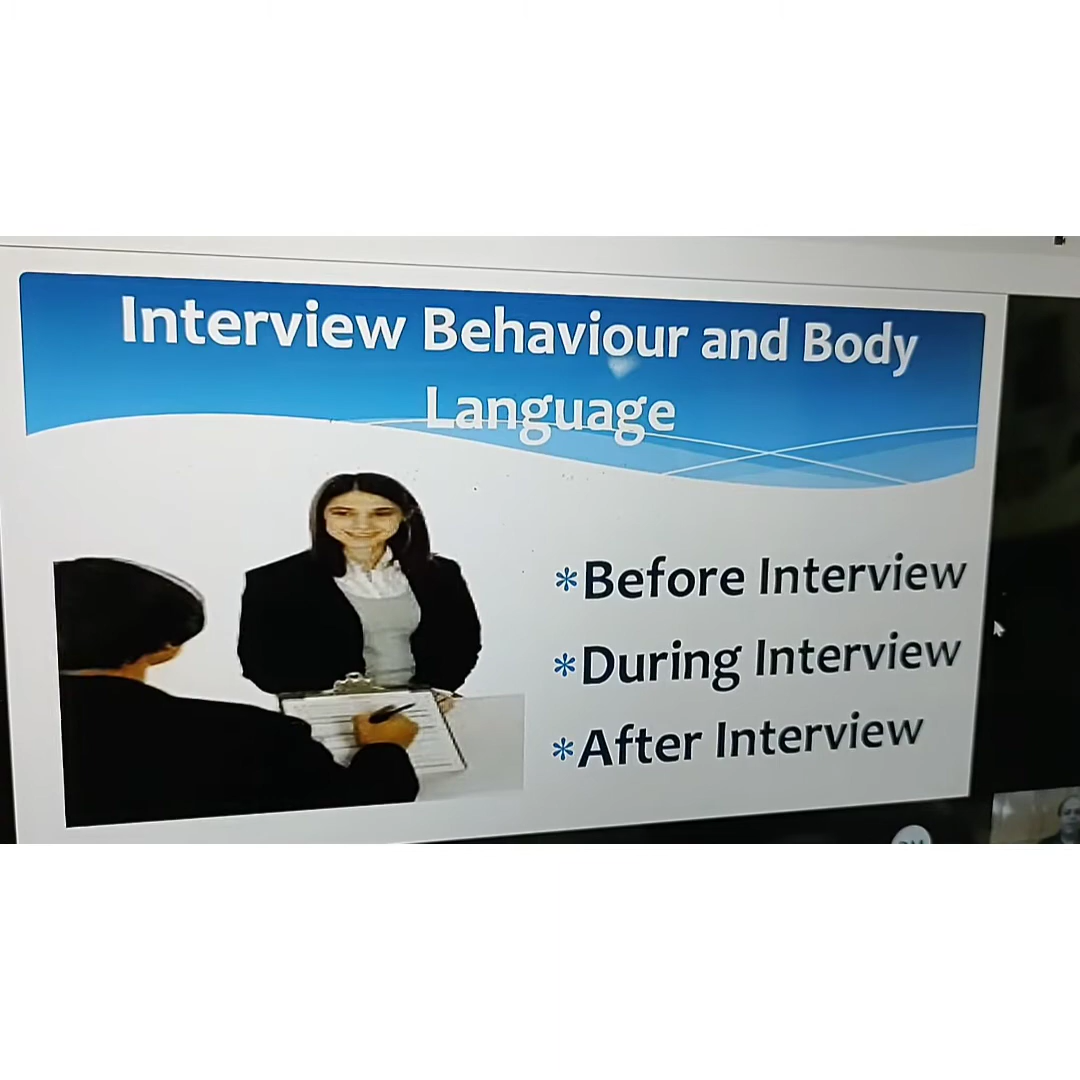 Interview Behaviour and Body
Language
*Before Interview
*During Interview
*After Interview